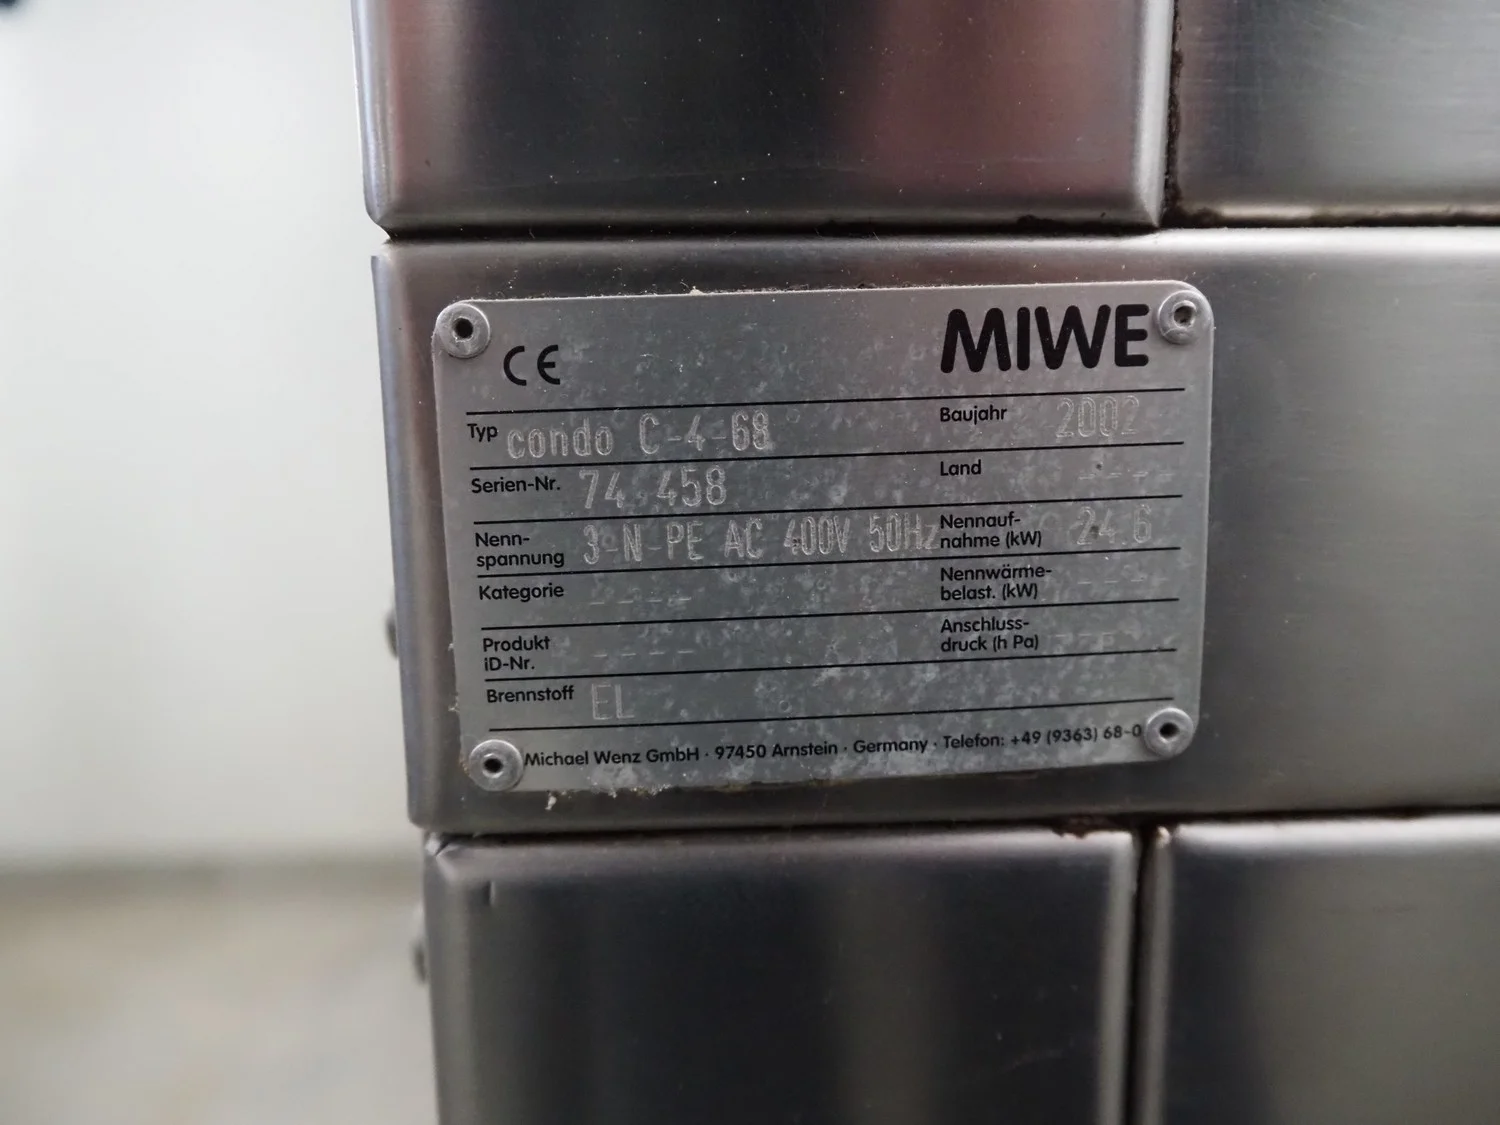 CE MIWE
Typ condo C-4-68 Baujahr 2002
Serien-Nr. 74 458 Land ----
Nenn- Nennauf-
spannung 3-N-PE AC 400V 50Hz nahme (kW) 24.6
Kategorie ---- Nennwärme-
belast. (kW) ----
Produkt Anschluss-
iD-Nr. ---- druck (h Pa) ----
Brennstoff EL
Michael Wenz GmbH · 97450 Arnstein · Germany · Telefon: +49 (9363) 68-0